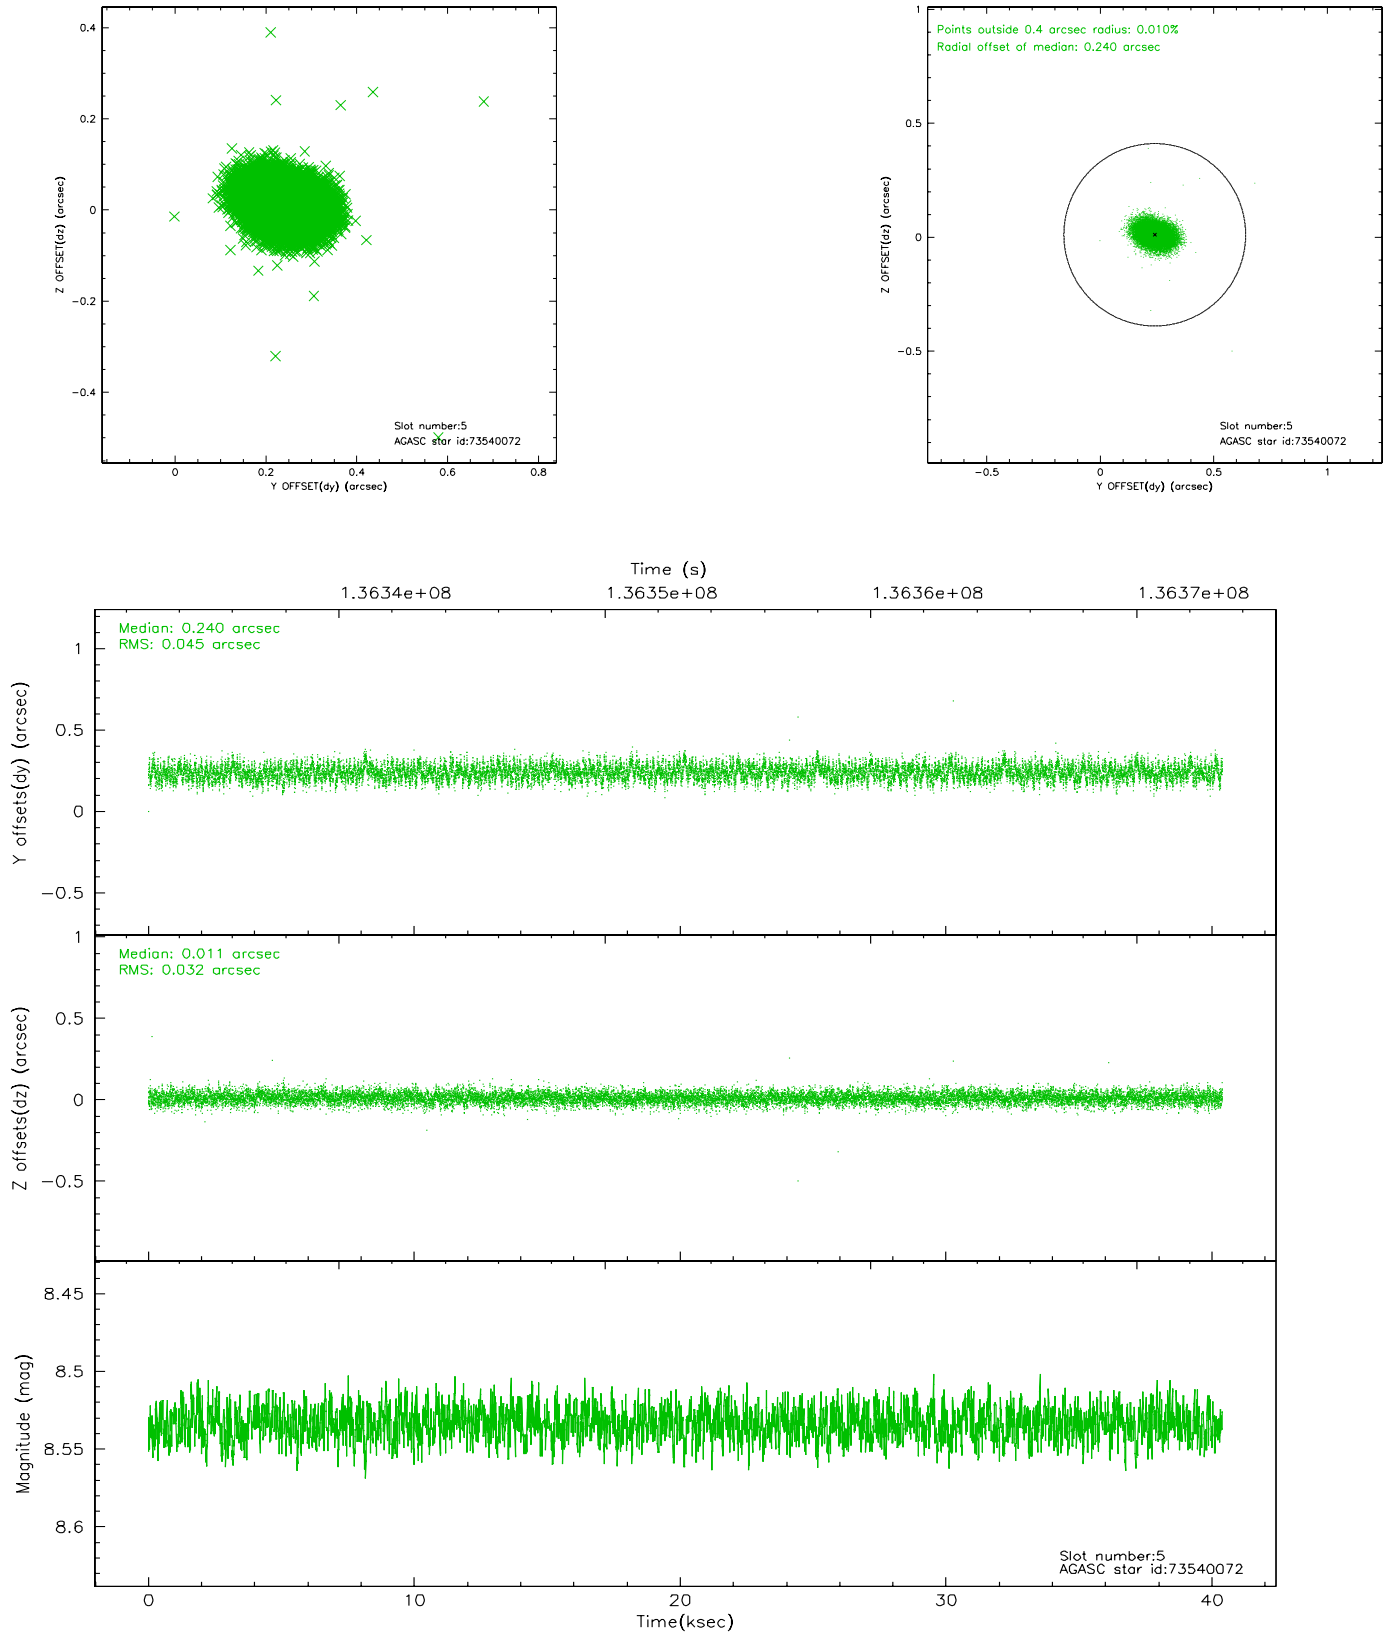 0.4
0.2
0
−0.2
−0.4
Z OFFSET(dz) (arcsec)
0
0.2
0.4
0.6
0.8
Y OFFSET(dy) (arcsec)
Slot number:5
AGASC star id:73540072
Points outside 0.4 arcsec radius: 0.010%
Radial offset of median: 0.240 arcsec
1
0.5
0
−0.5
Z OFFSET(dz) (arcsec)
−0.5
0
0.5
1
Y OFFSET(dy) (arcsec)
Slot number:5
AGASC star id:73540072
Time (s)
1.3634e+08
1.3635e+08
1.3636e+08
1.3637e+08
Median: 0.240 arcsec
RMS: 0.045 arcsec
1
0.5
0
−0.5
Y offsets(dy) (arcsec)
Median: 0.011 arcsec
RMS: 0.032 arcsec
1
0.5
0
−0.5
Z offsets(dz) (arcsec)
8.45
8.5
8.55
8.6
Magnitude (mag)
Slot number:5
AGASC star id:73540072
0
10
20
30
40
Time(ksec)